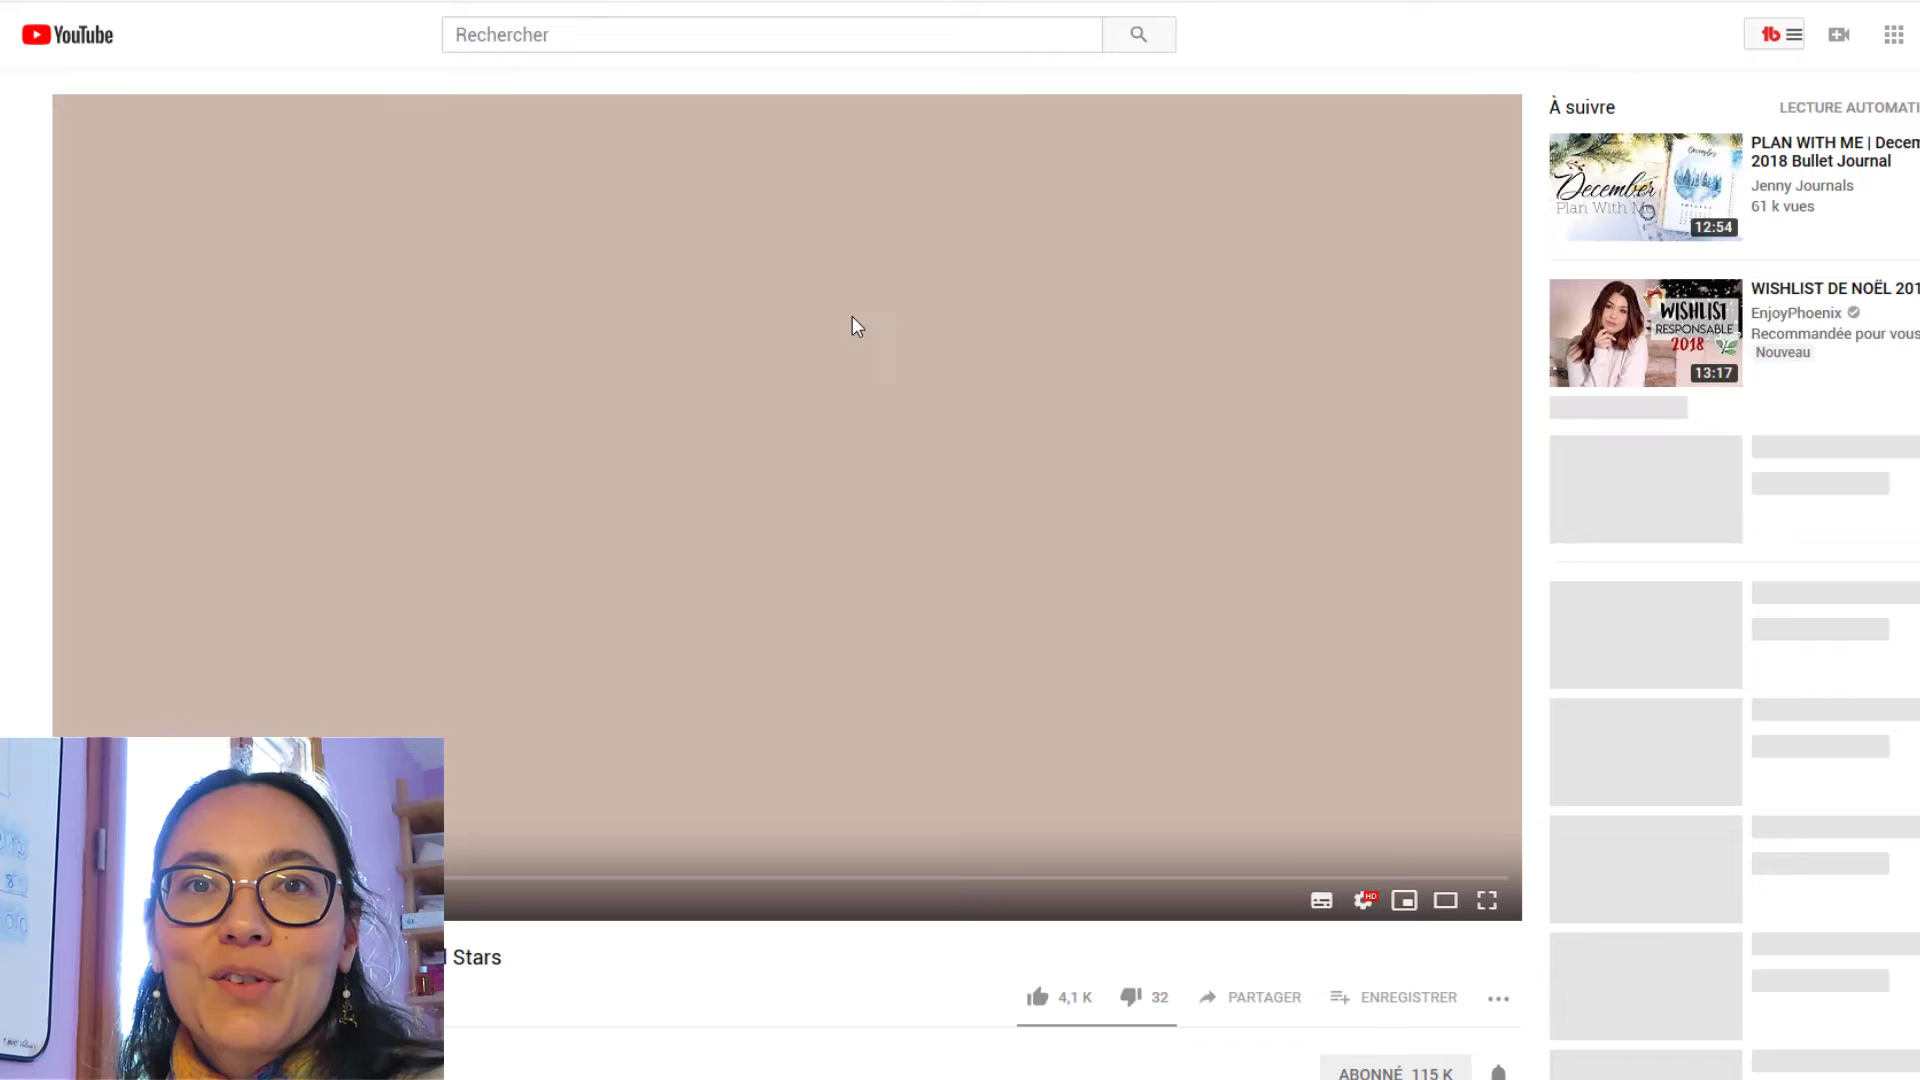 YouTube
Rechercher
À suivre
LECTURE AUTOMATI
December
Plan With Me
December
12:54
PLAN WITH ME | Decem
2018 Bullet Journal
Jenny Journals
61 k vues
WISHLIST
RESPONSABLE
2018
13:17
WISHLIST DE NOËL 201
EnjoyPhoenix
Recommandée pour vous
Nouveau
HD
Stars
4,1 K
32
PARTAGER
ENREGISTRER
ABONNÉ 115 K